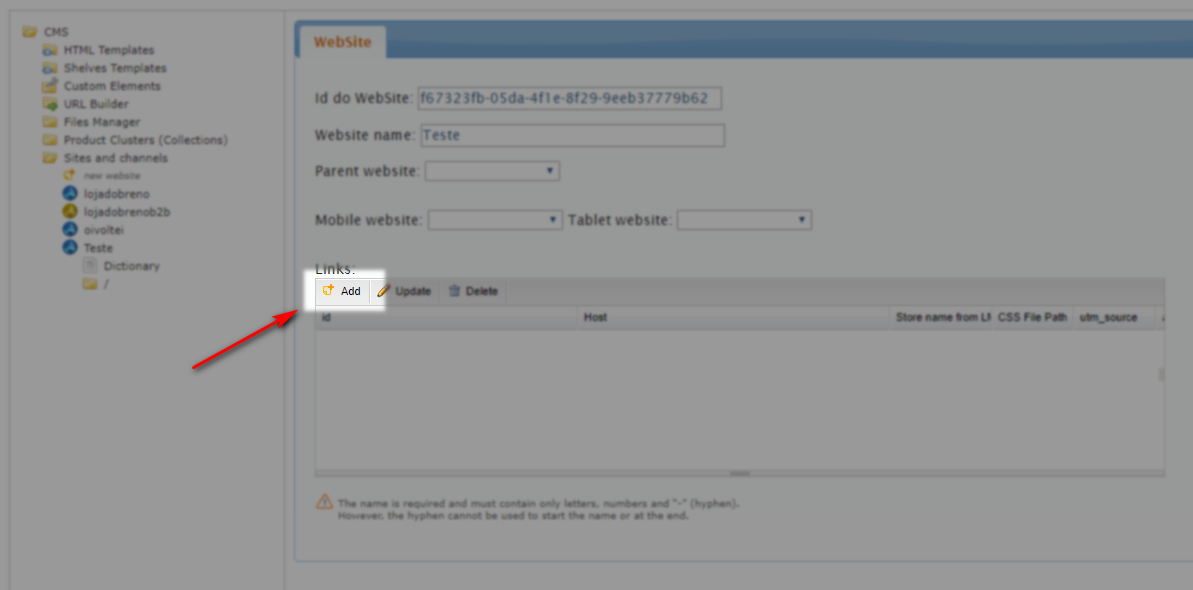 CMS
HTML Templates
Shelves Templates
Custom Elements
URL Builder
Files Manager
Product Clusters (Collections)
Sites and channels
new website
lojadobreno
lojadobrenob2b
oivoltei
Teste
Dictionary
/
WebSite
Id do WebSite: f67323fb-05da-4f1e-8f29-9eeb37779b62
Website name: Teste
Parent website:
Mobile website: Tablet website:
Links:
Add Update Delete
id Host Store name from LM CSS File Path utm_source
The name is required and must contain only letters, numbers and "-" (hyphen).
However, the hyphen cannot be used to start the name or at the end.